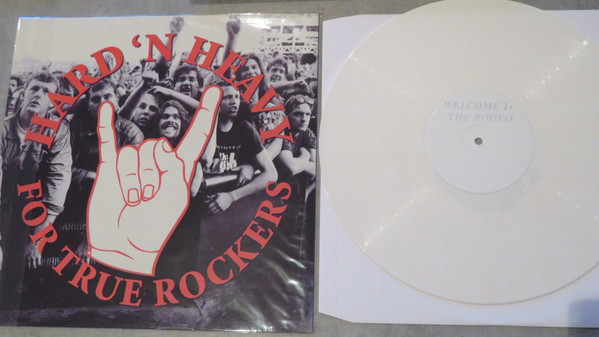 HARD 'N HEAVY
FOR TRUE ROCKERS
WELCOME TO
THE RODEO